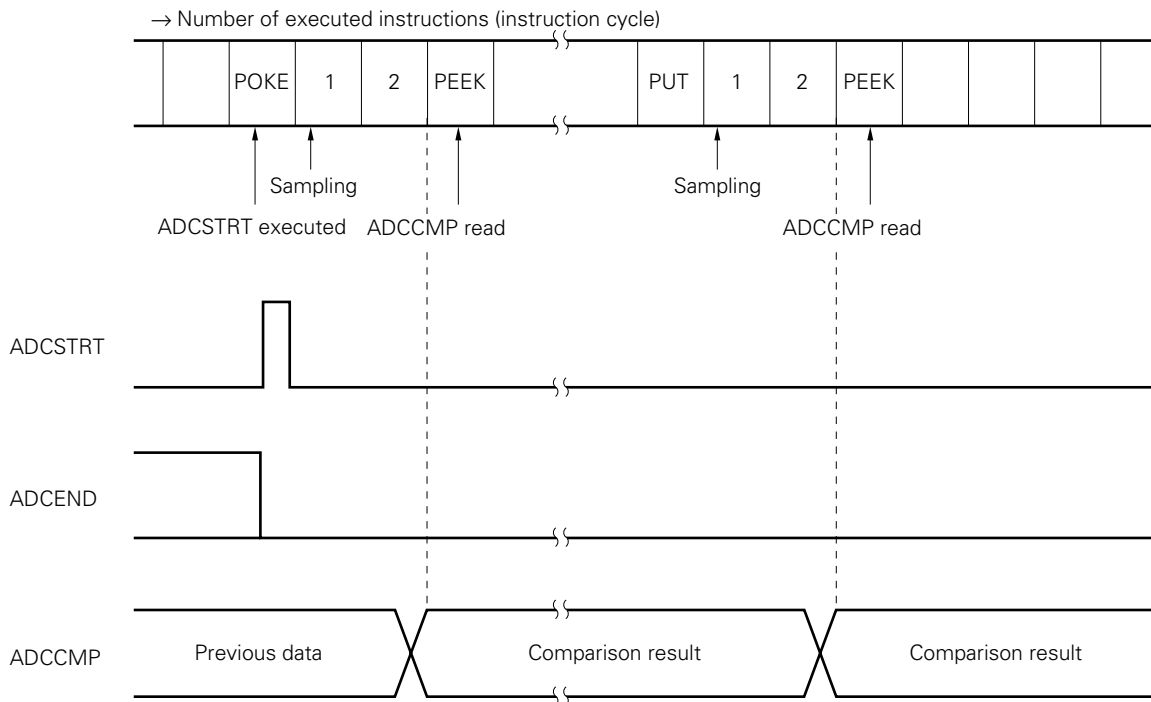 → Number of executed instructions (instruction cycle)
POKE 1 2 PEEK PUT 1 2 PEEK
Sampling Sampling
ADCSTRT executed ADCCMP read ADCCMP read
ADCSTRT
ADCEND
ADCCMP Previous data Comparison result Comparison result